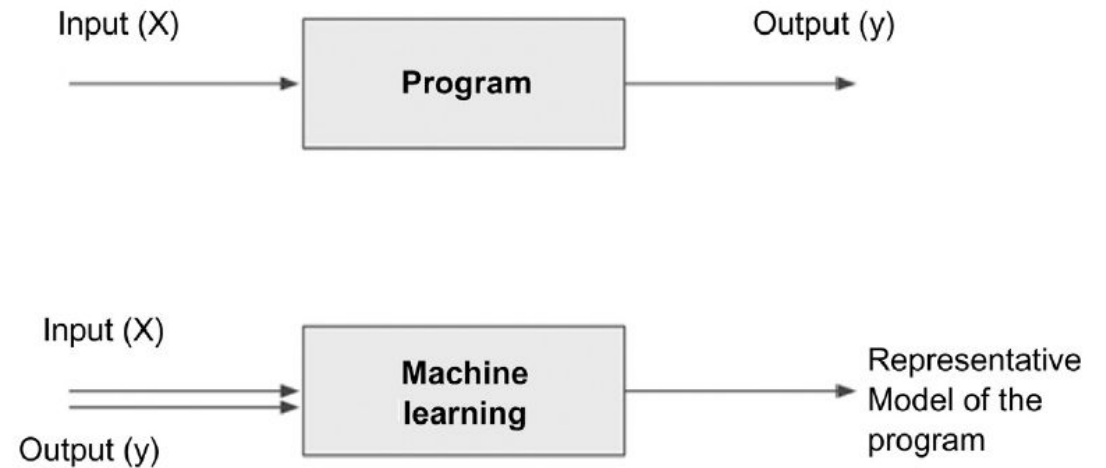 Input (X)
Output (y)
Program
Input (X)
Machine
learning
Output (y)
Representative
Model of the
program